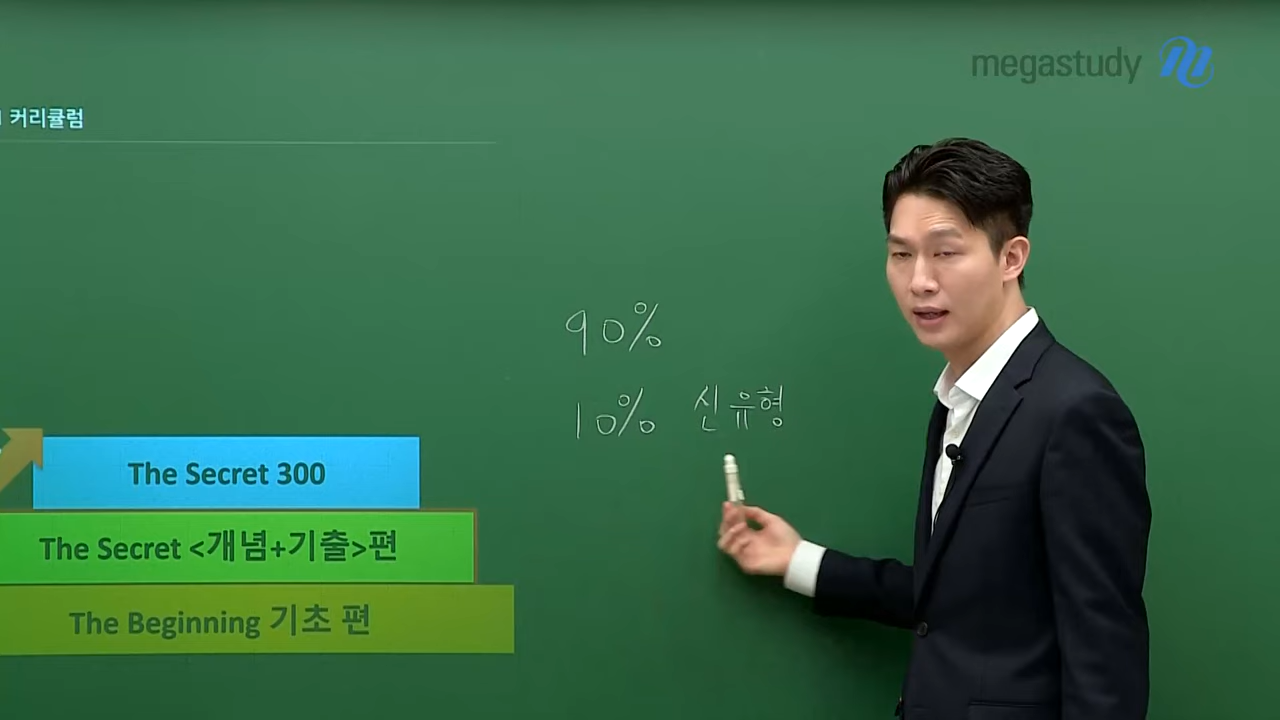 megastudy
커리큘럼
90%
10% 신유형
The Secret 300
The Secret <개념+기출>편
The Beginning 기초 편